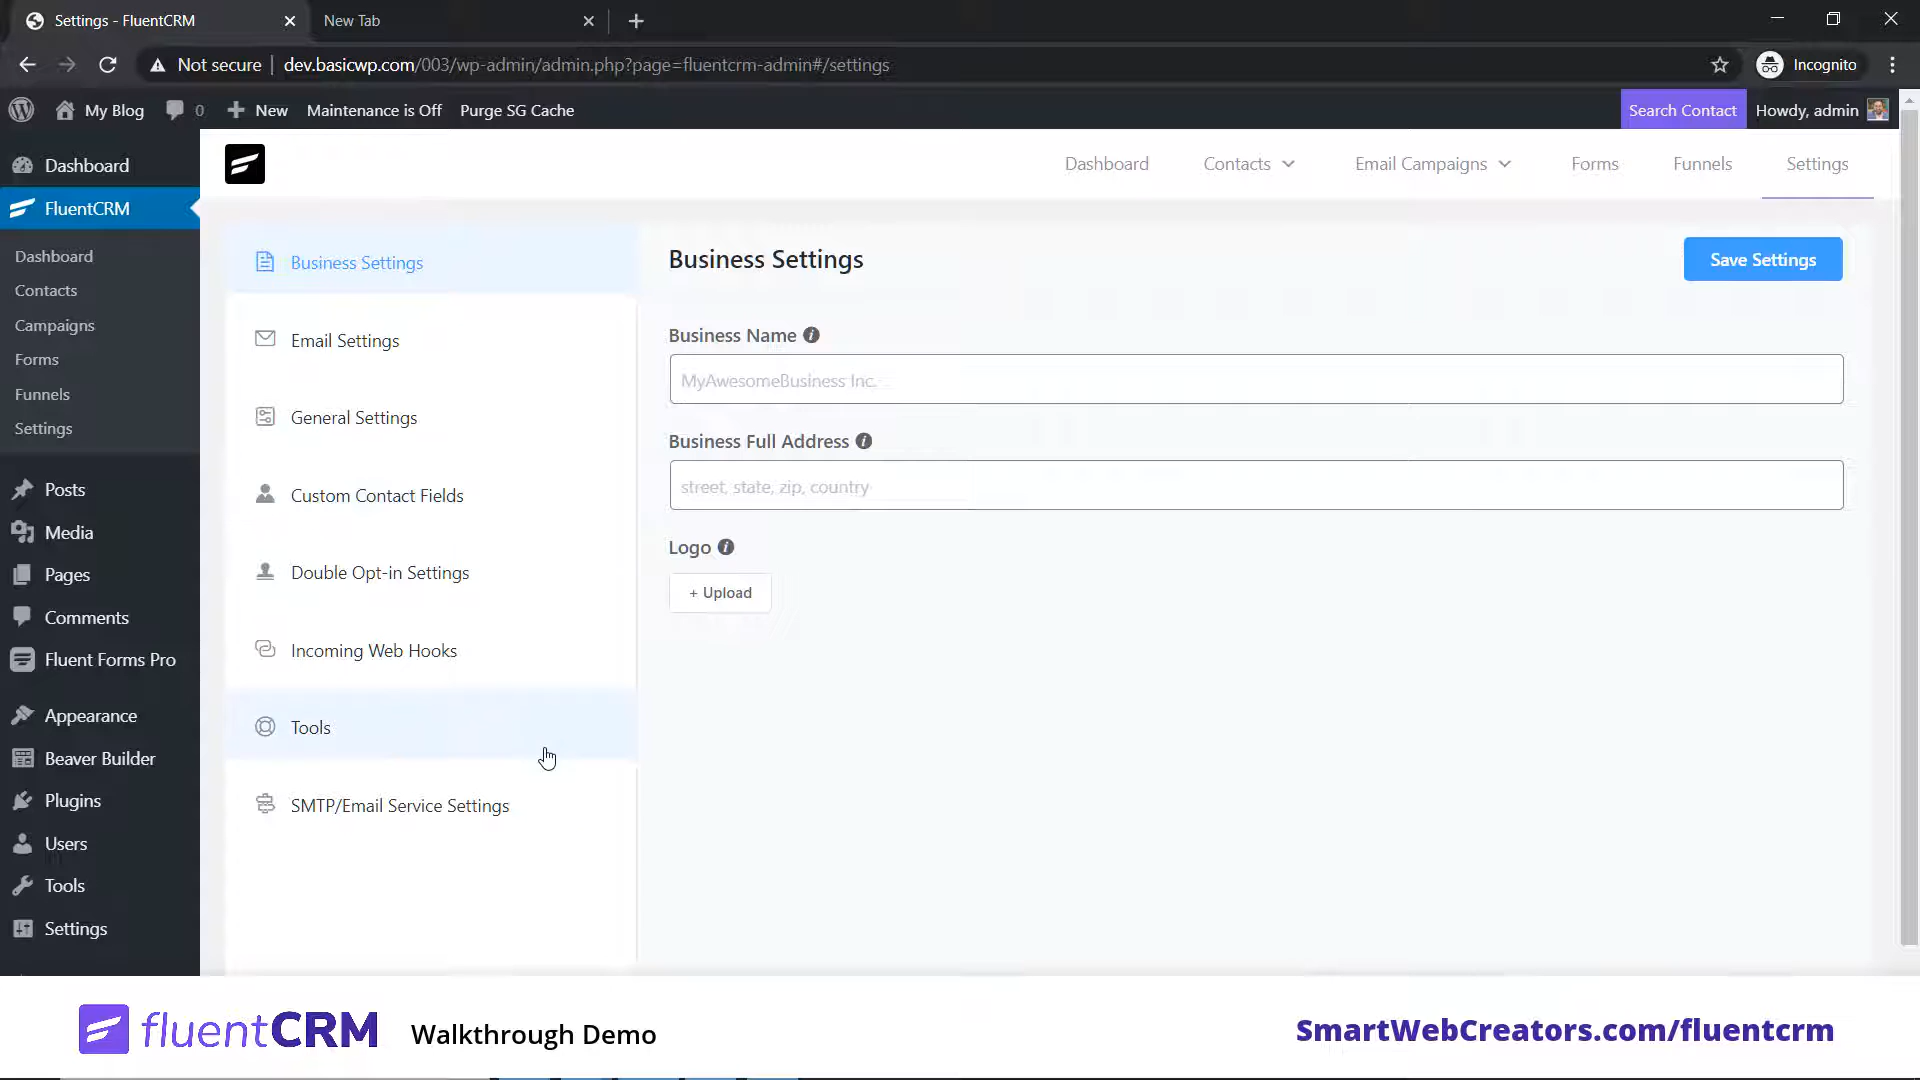 Settings - FluentCRM
New Tab
Not secure
dev.basicwp.com/003/wp-admin/admin.php?page=fluentcrm-admin#/settings
Incognito
My Blog
0
New
Maintenance is Off
Purge SG Cache
Search Contact
Howdy, admin
Dashboard
FluentCRM
Dashboard
Contacts
Campaigns
Forms
Funnels
Settings
Posts
Media
Pages
Comments
Fluent Forms Pro
Appearance
Beaver Builder
Plugins
Users
Tools
Settings
Dashboard
Contacts
Email Campaigns
Forms
Funnels
Settings
Business Settings
Email Settings
General Settings
Custom Contact Fields
Double Opt-in Settings
Incoming Web Hooks
Tools
SMTP/Email Service Settings
Business Settings
Save Settings
Business Name
MyAwesomeBusiness Inc.
Business Full Address
street, state, zip, country
Logo
+ Upload
fluentCRM
Walkthrough Demo
SmartWebCreators.com/fluentcrm